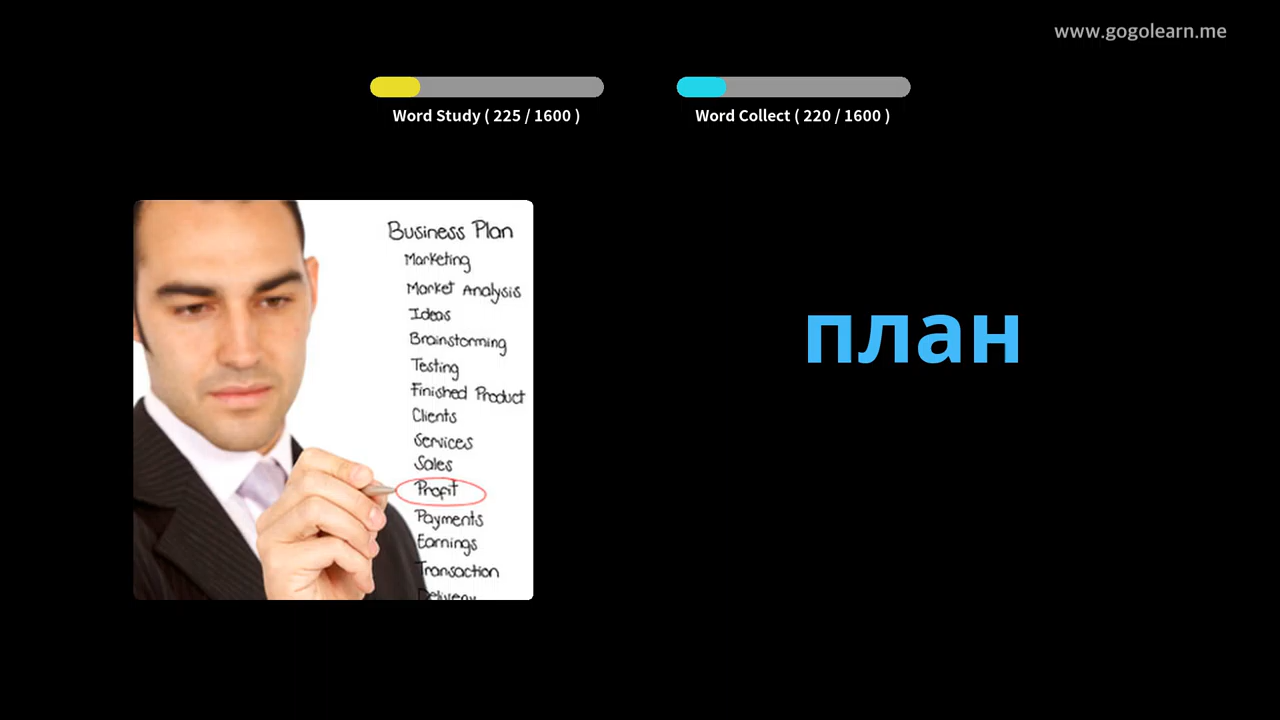 www.gogolearn.me
Word Study ( 225 / 1600 )
Word Collect ( 220 / 1600 )
Business Plan
Marketing
Market Analysis
Ideas
Brainstorming
Testing
Finished Product
Clients
Services
Sales
Profit
Payments
Earnings
Transaction
Delivery
план